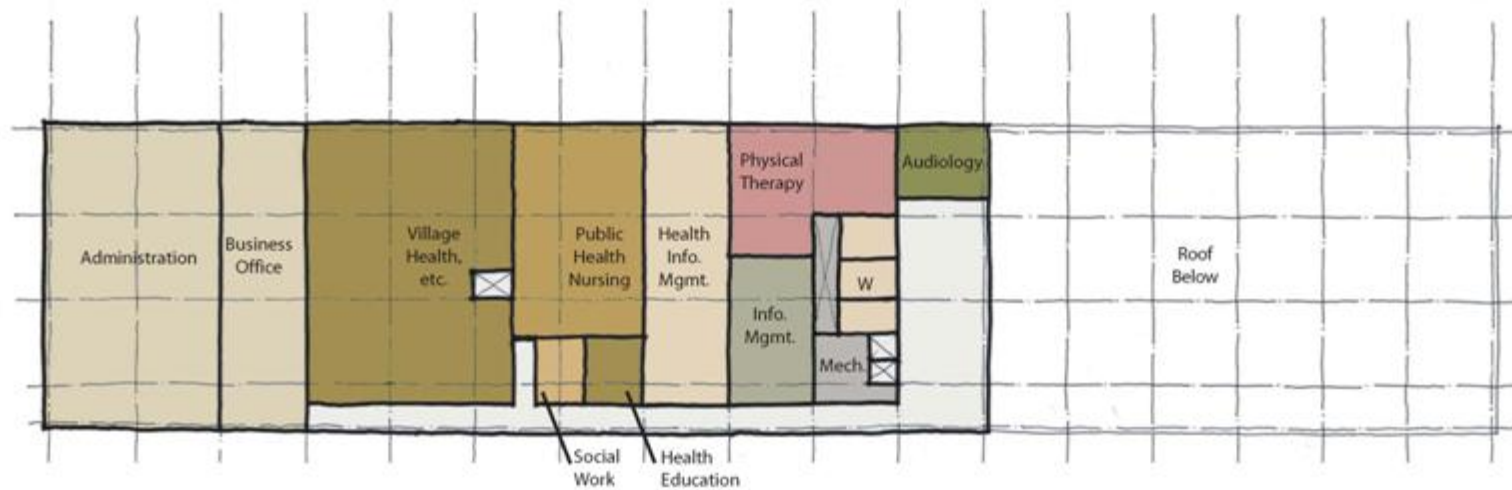 Administration
Business
Office
Village
Health,
etc.
Public
Health
Nursing
Health
Info.
Mgmt.
Physical
Therapy
Info.
Mgmt.
W
Mech.
Audiology
Roof
Below
Social
Work
Health
Education